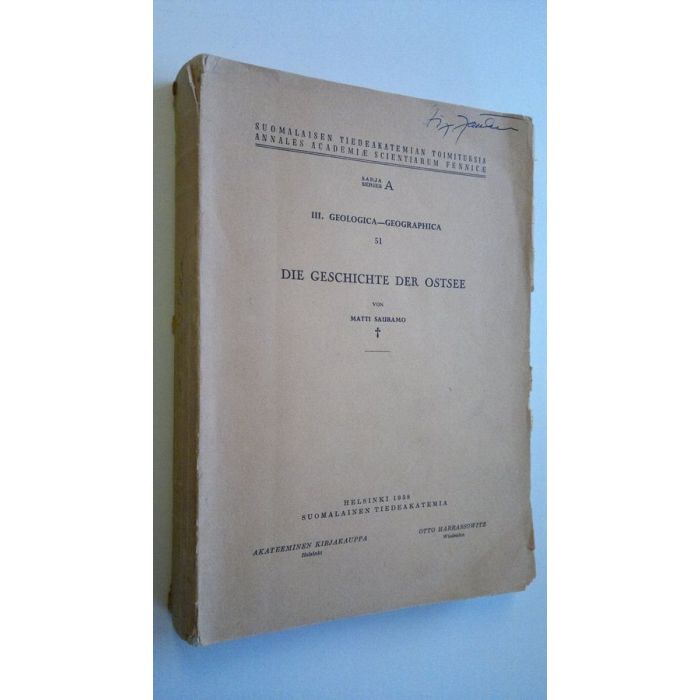 SUOMALAISEN TIEDEAKATEMIAN TOIMITUKSIA
ANNALES ACADEMIÆ SCIENTIARUM FENNICÆ
SARJA
SERIES A
III. GEOLOGICA—GEOGRAPHICA
51
DIE GESCHICHTE DER OSTSEE
VON
MATTI SAURAMO
†
HELSINKI 1958
SUOMALAINEN TIEDEAKATEMIA
AKATEEMINEN KIRJAKAUPPA
Helsinki
OTTO HARRASSOWITZ
Wiesbaden